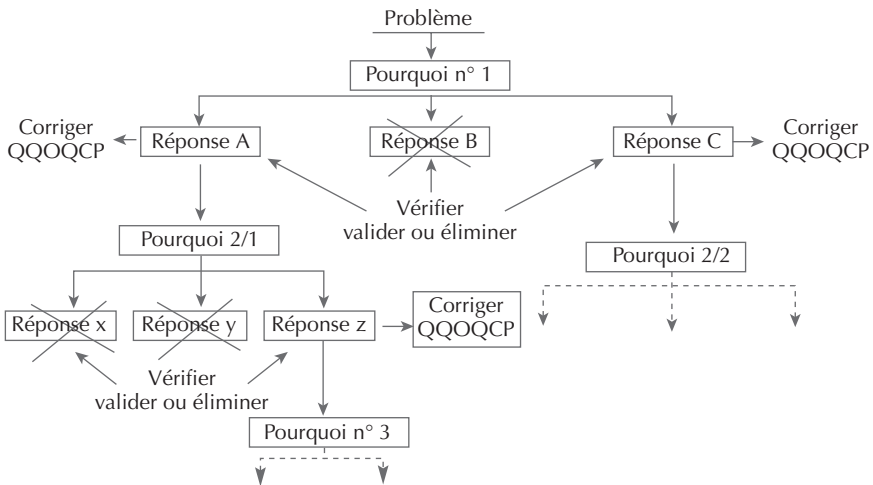 Problème
Pourquoi n° 1
Corriger
QQOQCP
Réponse A
Réponse B
Réponse C
Corriger
QQOQCP
Vérifier
valider ou éliminer
Pourquoi 2/1
Pourquoi 2/2
Réponse x
Réponse y
Réponse z
Corriger
QQOQCP
Vérifier
valider ou éliminer
Pourquoi n° 3